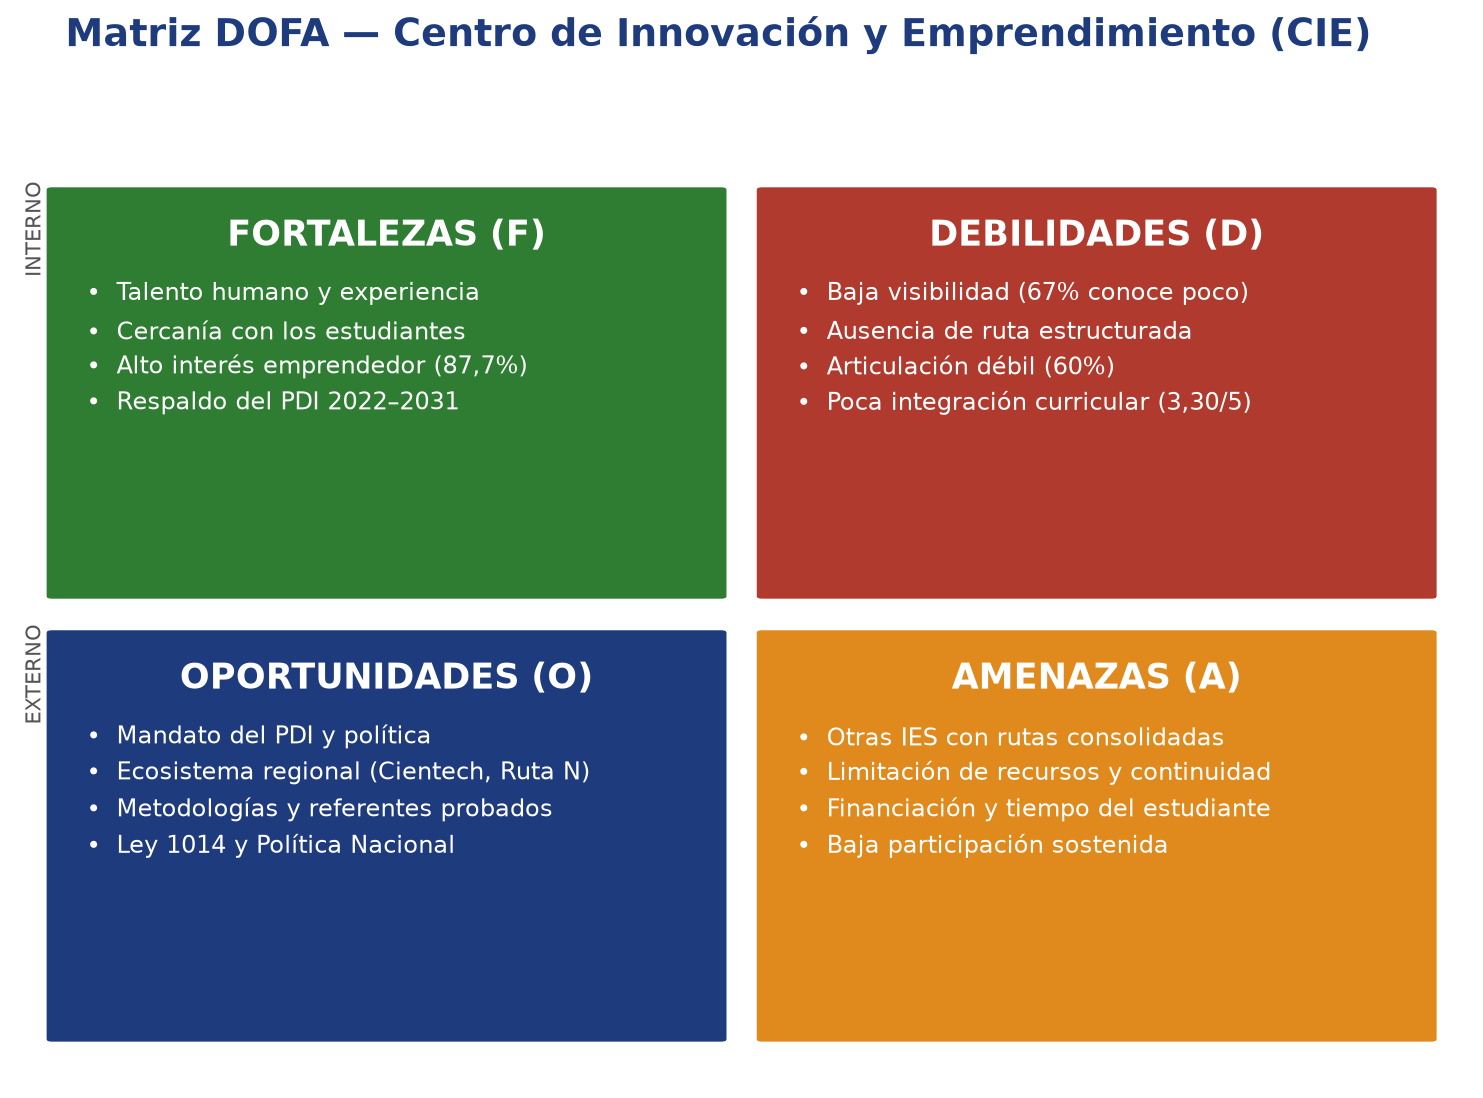 Matriz DOFA — Centro de Innovación y Emprendimiento (CIE)
INTERNO
FORTALEZAS (F)
• Talento humano y experiencia
• Cercanía con los estudiantes
• Alto interés emprendedor (87,7%)
• Respaldo del PDI 2022–2031
DEBILIDADES (D)
• Baja visibilidad (67% conoce poco)
• Ausencia de ruta estructurada
• Articulación débil (60%)
• Poca integración curricular (3,30/5)
EXTERNO
OPORTUNIDADES (O)
• Mandato del PDI y política
• Ecosistema regional (Cientech, Ruta N)
• Metodologías y referentes probados
• Ley 1014 y Política Nacional
AMENAZAS (A)
• Otras IES con rutas consolidadas
• Limitación de recursos y continuidad
• Financiación y tiempo del estudiante
• Baja participación sostenida